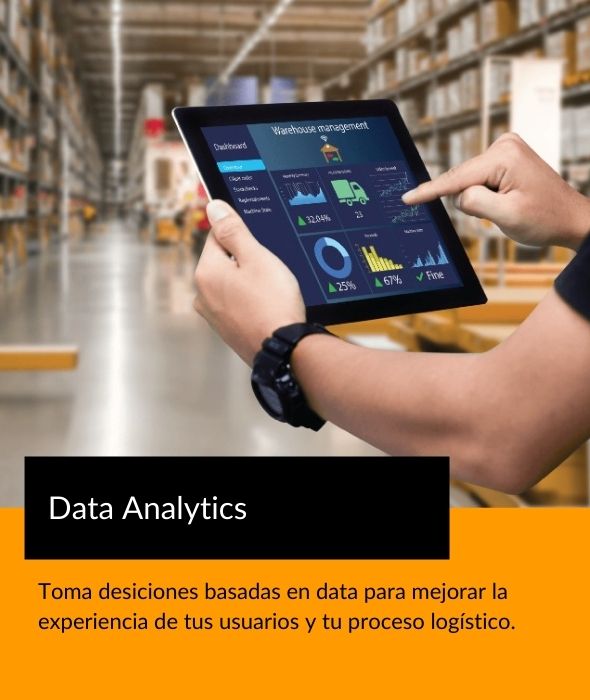 Warehouse management
Dashboard
Overview
32.04%
23
25%
67%
Fine
Data Analytics
Toma desiciones basadas en data para mejorar la
experiencia de tus usuarios y tu proceso logístico.